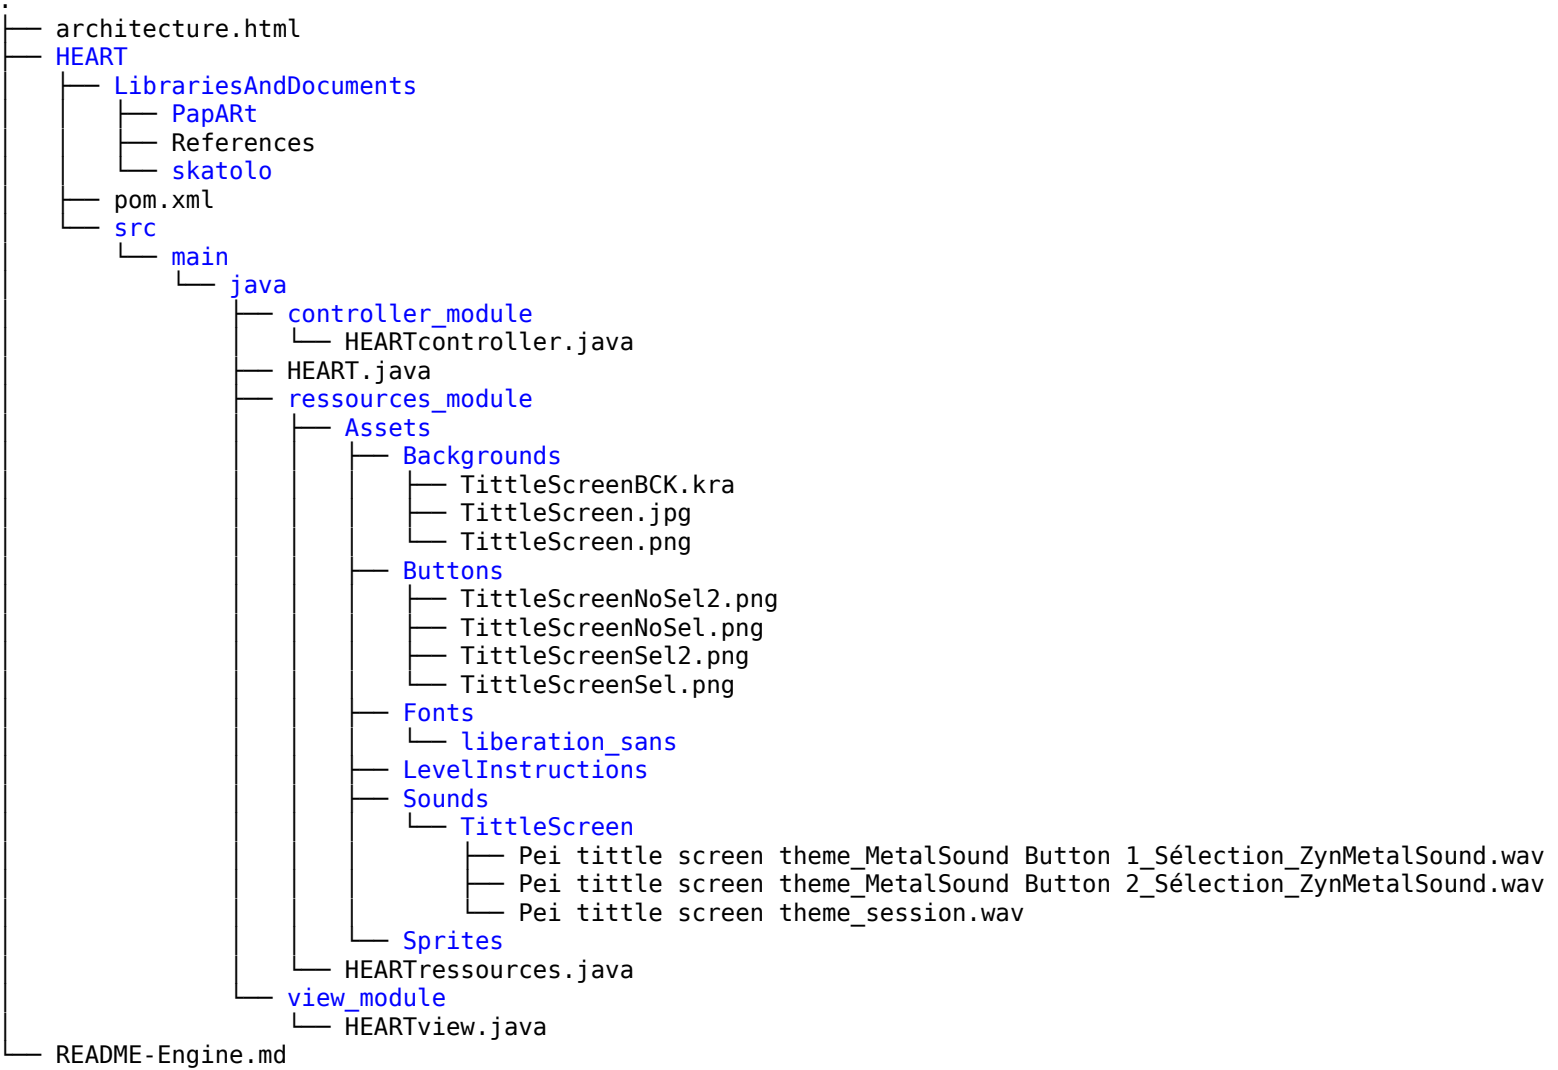 .
├── architecture.html
├── HEART
│   ├── LibrariesAndDocuments
│   │   ├── PapARt
│   │   ├── References
│   │   └── skatolo
│   ├── pom.xml
│   └── src
│       └── main
│           └── java
│               ├── controller_module
│               │   └── HEARTcontroller.java
│               ├── HEART.java
│               ├── ressources_module
│               │   ├── Assets
│               │   │   ├── Backgrounds
│               │   │   │   ├── TittleScreenBCK.kra
│               │   │   │   ├── TittleScreen.jpg
│               │   │   │   └── TittleScreen.png
│               │   │   ├── Buttons
│               │   │   │   ├── TittleScreenNoSel2.png
│               │   │   │   ├── TittleScreenNoSel.png
│               │   │   │   ├── TittleScreenSel2.png
│               │   │   │   └── TittleScreenSel.png
│               │   │   ├── Fonts
│               │   │   │   └── liberation_sans
│               │   │   ├── LevelInstructions
│               │   │   ├── Sounds
│               │   │   │   └── TittleScreen
│               │   │   │       ├── Pei tittle screen theme_MetalSound Button 1_Sélection_ZynMetalSound.wav
│               │   │   │       ├── Pei tittle screen theme_MetalSound Button 2_Sélection_ZynMetalSound.wav
│               │   │   │       └── Pei tittle screen theme_session.wav
│               │   │   └── Sprites
│               │   └── HEARTressources.java
│               └── view_module
│                   └── HEARTview.java
└── README-Engine.md